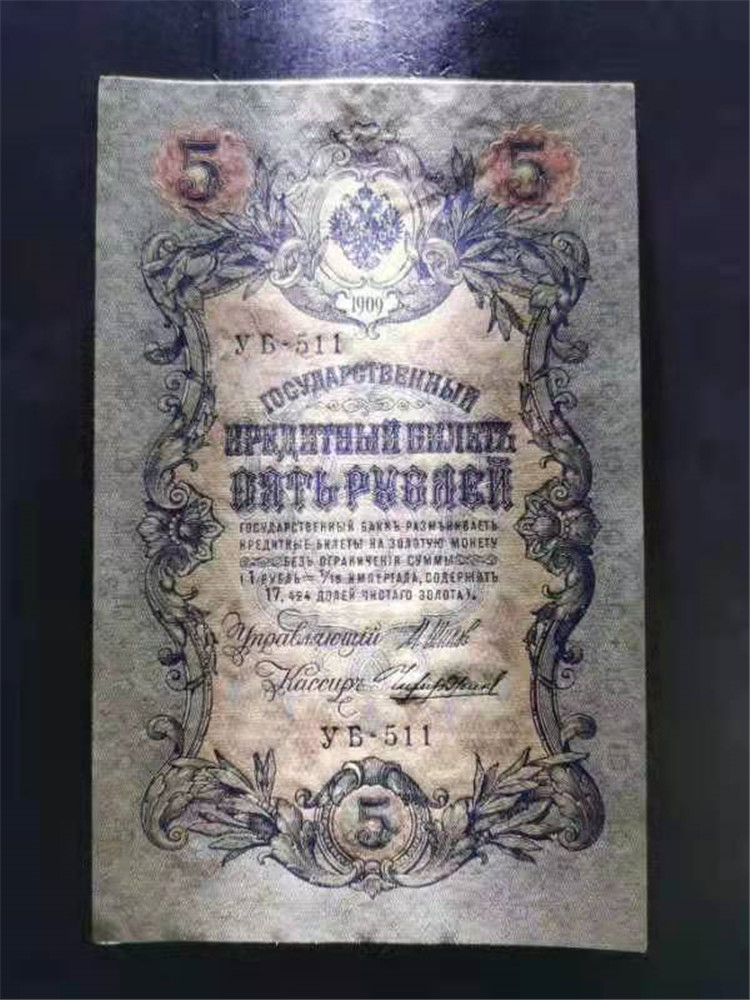 5 5
1909
УБ-511
ГОСУДАРСТВЕННЫЙ
КРЕДИТНЫЙ БИЛЕТЪ
ПЯТЬ РУБЛЕЙ
ГОСУДАРСТВЕННЫЙ БАНКЪ РАЗМѢНИВАЕТЪ
КРЕДИТНЫЕ БИЛЕТЫ НА ЗОЛОТУЮ МОНЕТУ
БЕЗЪ ОГРАНИЧЕНІЯ СУММЫ
(1 РУБЛЬ = 1/15 ИМПЕРІАЛА, СОДЕРЖИТЪ
17,424 ДОЛЕЙ ЧИСТАГО ЗОЛОТА).
Управляющій
Кассиръ
УБ-511
5